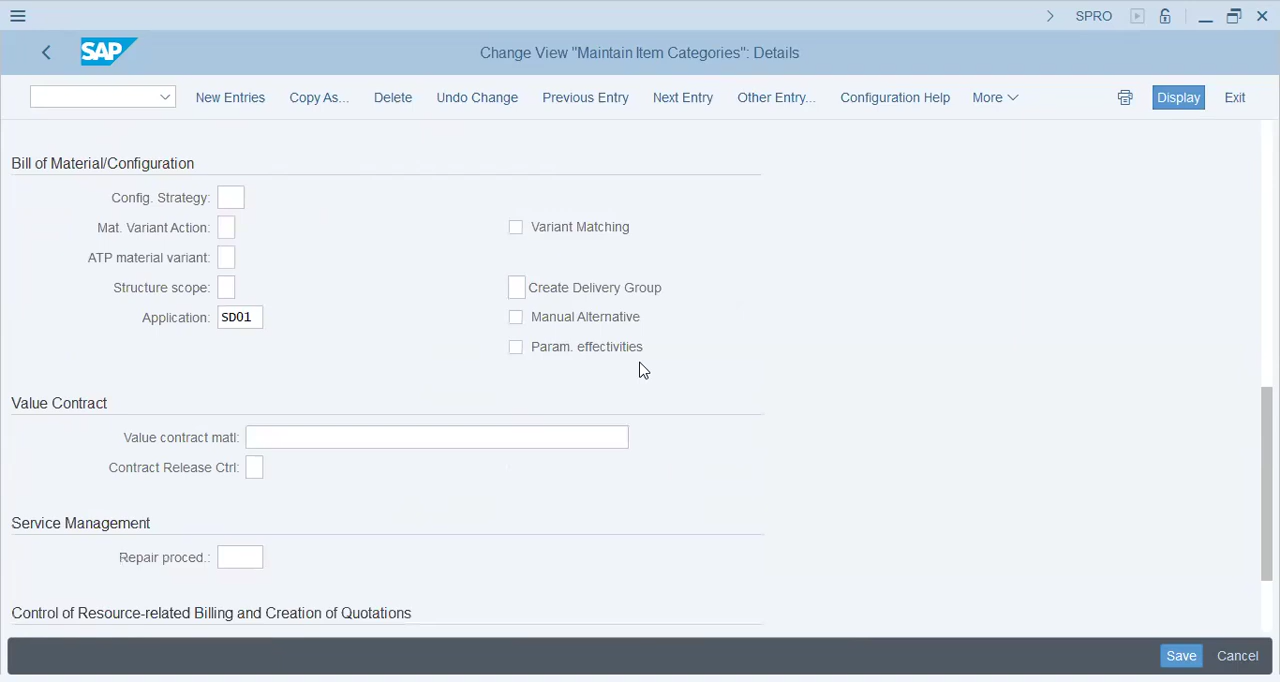 SPRO
SAP
Change View "Maintain Item Categories": Details
New Entries Copy As... Delete Undo Change Previous Entry Next Entry Other Entry... Configuration Help More Display Exit
Bill of Material/Configuration
Config. Strategy:
Mat. Variant Action: Variant Matching
ATP material variant:
Structure scope: Create Delivery Group
Application: SD01 Manual Alternative
Param. effectivities
Value Contract
Value contract matl:
Contract Release Ctrl:
Service Management
Repair proced.:
Control of Resource-related Billing and Creation of Quotations
Save Cancel